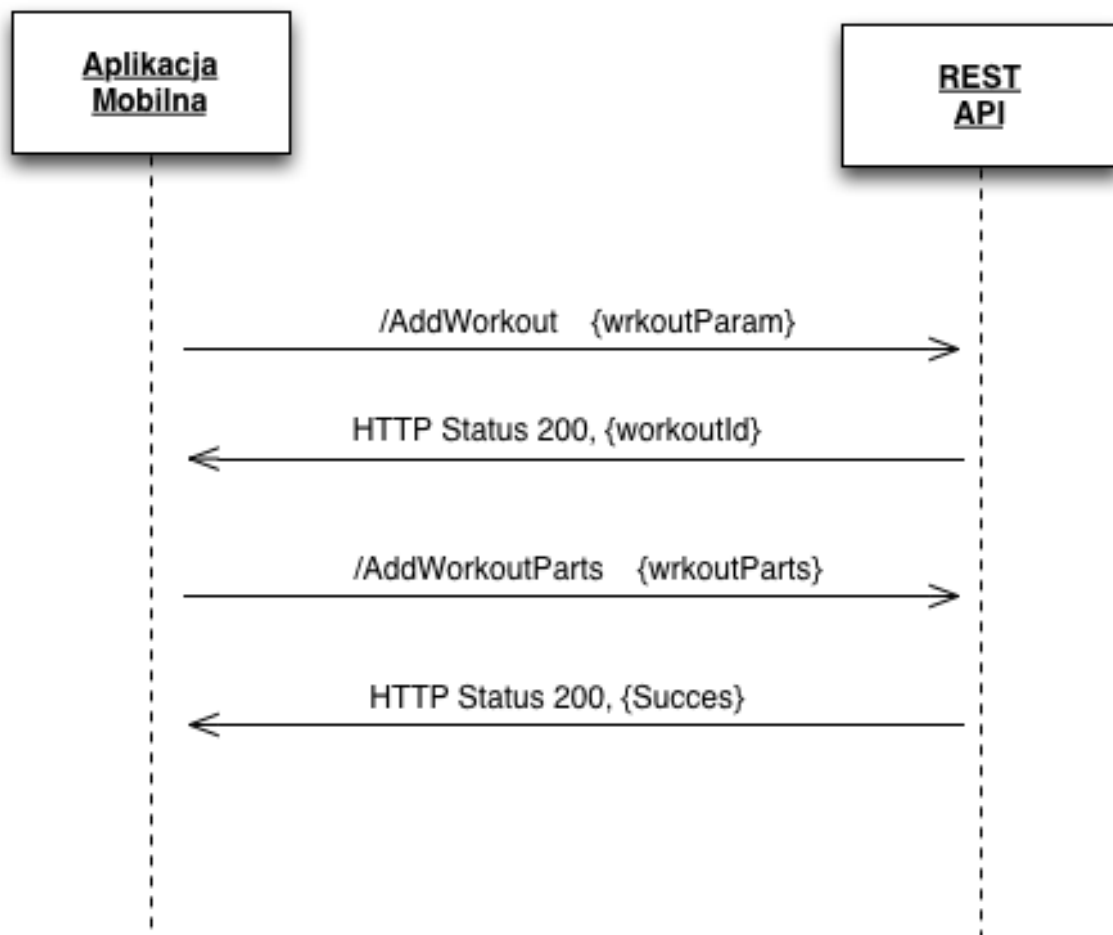 Aplikacja
Mobilna
REST
API
/AddWorkout {wrkoutParam}
HTTP Status 200, {workoutId}
/AddWorkoutParts {wrkoutParts}
HTTP Status 200, {Succes}